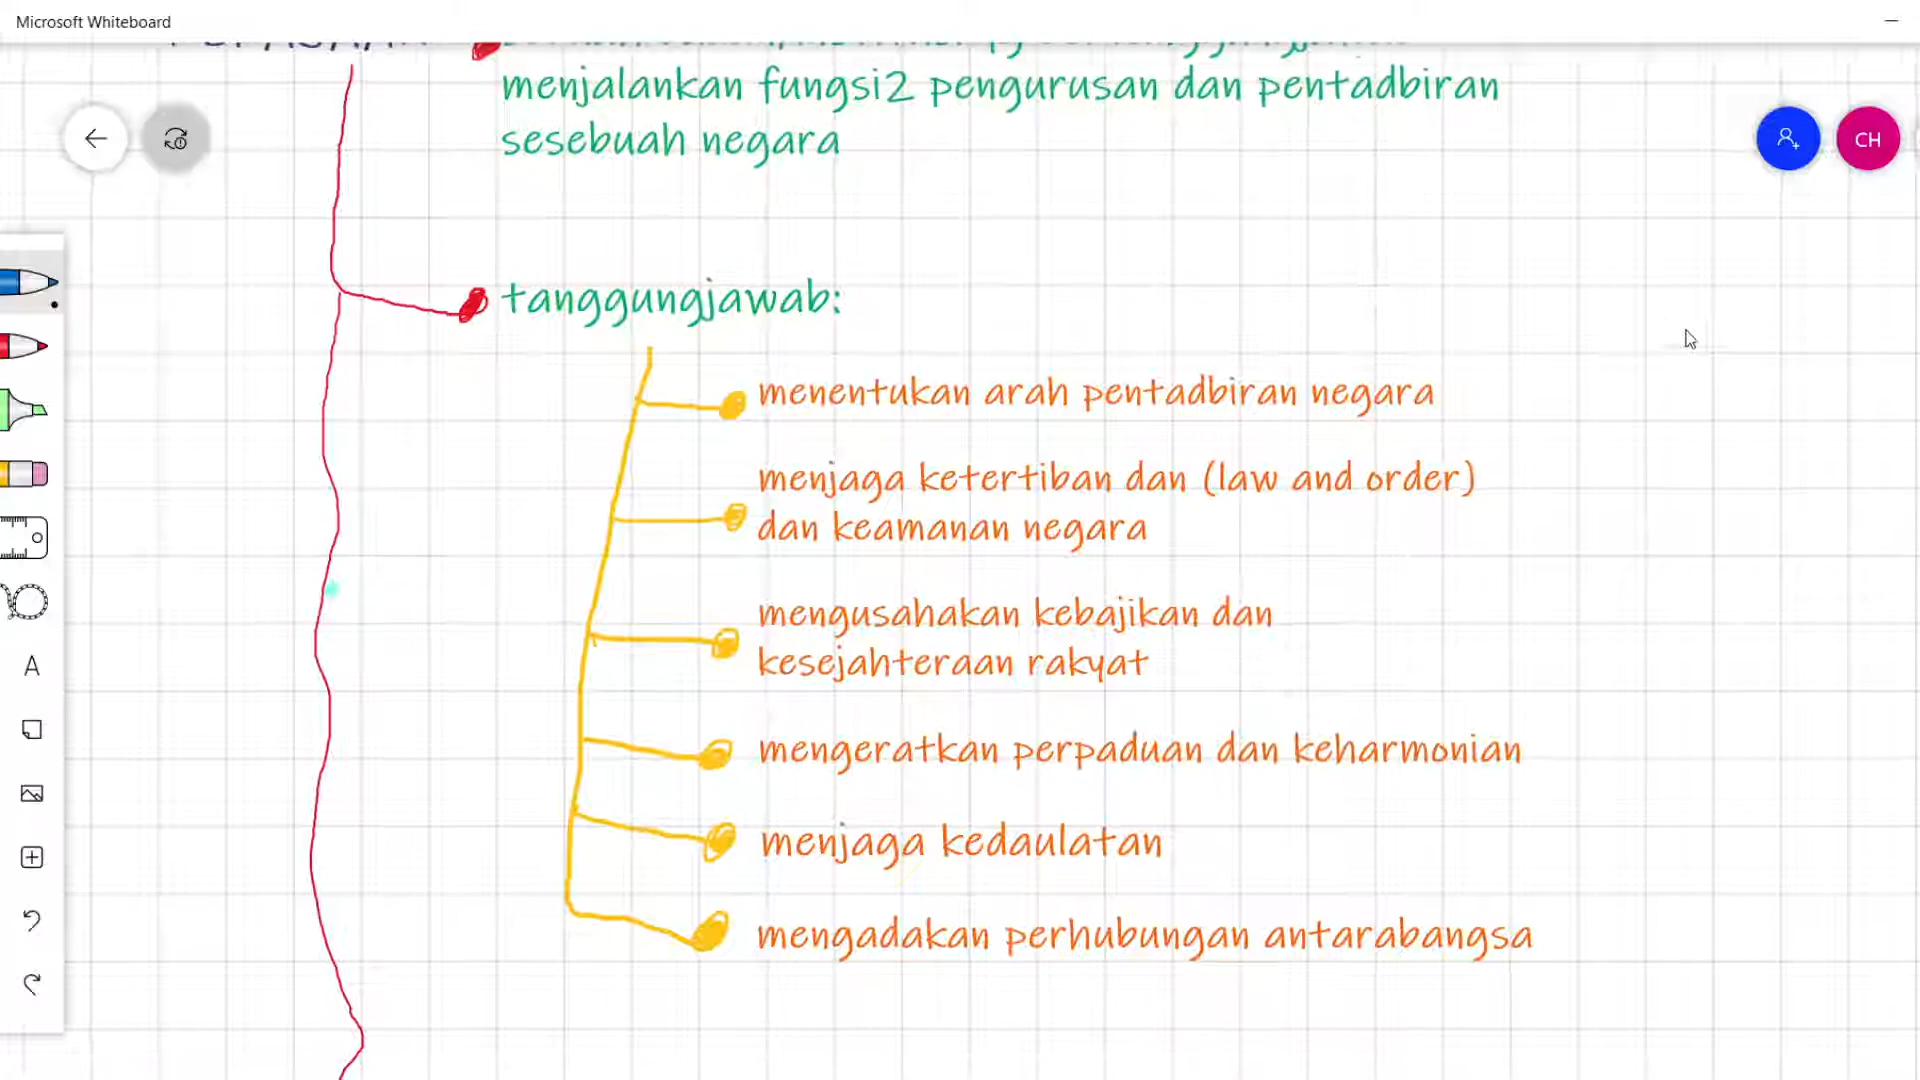 Microsoft Whiteboard
menjalankan fungsi2 pengurusan dan pentadbiran
sesebuah negara
CH
tanggungjawab:
menentukan arah pentadbiran negara
menjaga ketertiban dan (law and order)
dan keamanan negara
mengusahakan kebajikan dan
kesejahteraan rakyat
A
mengeratkan perpaduan dan keharmonian
menjaga kedaulatan
mengadakan perhubungan antarabangsa